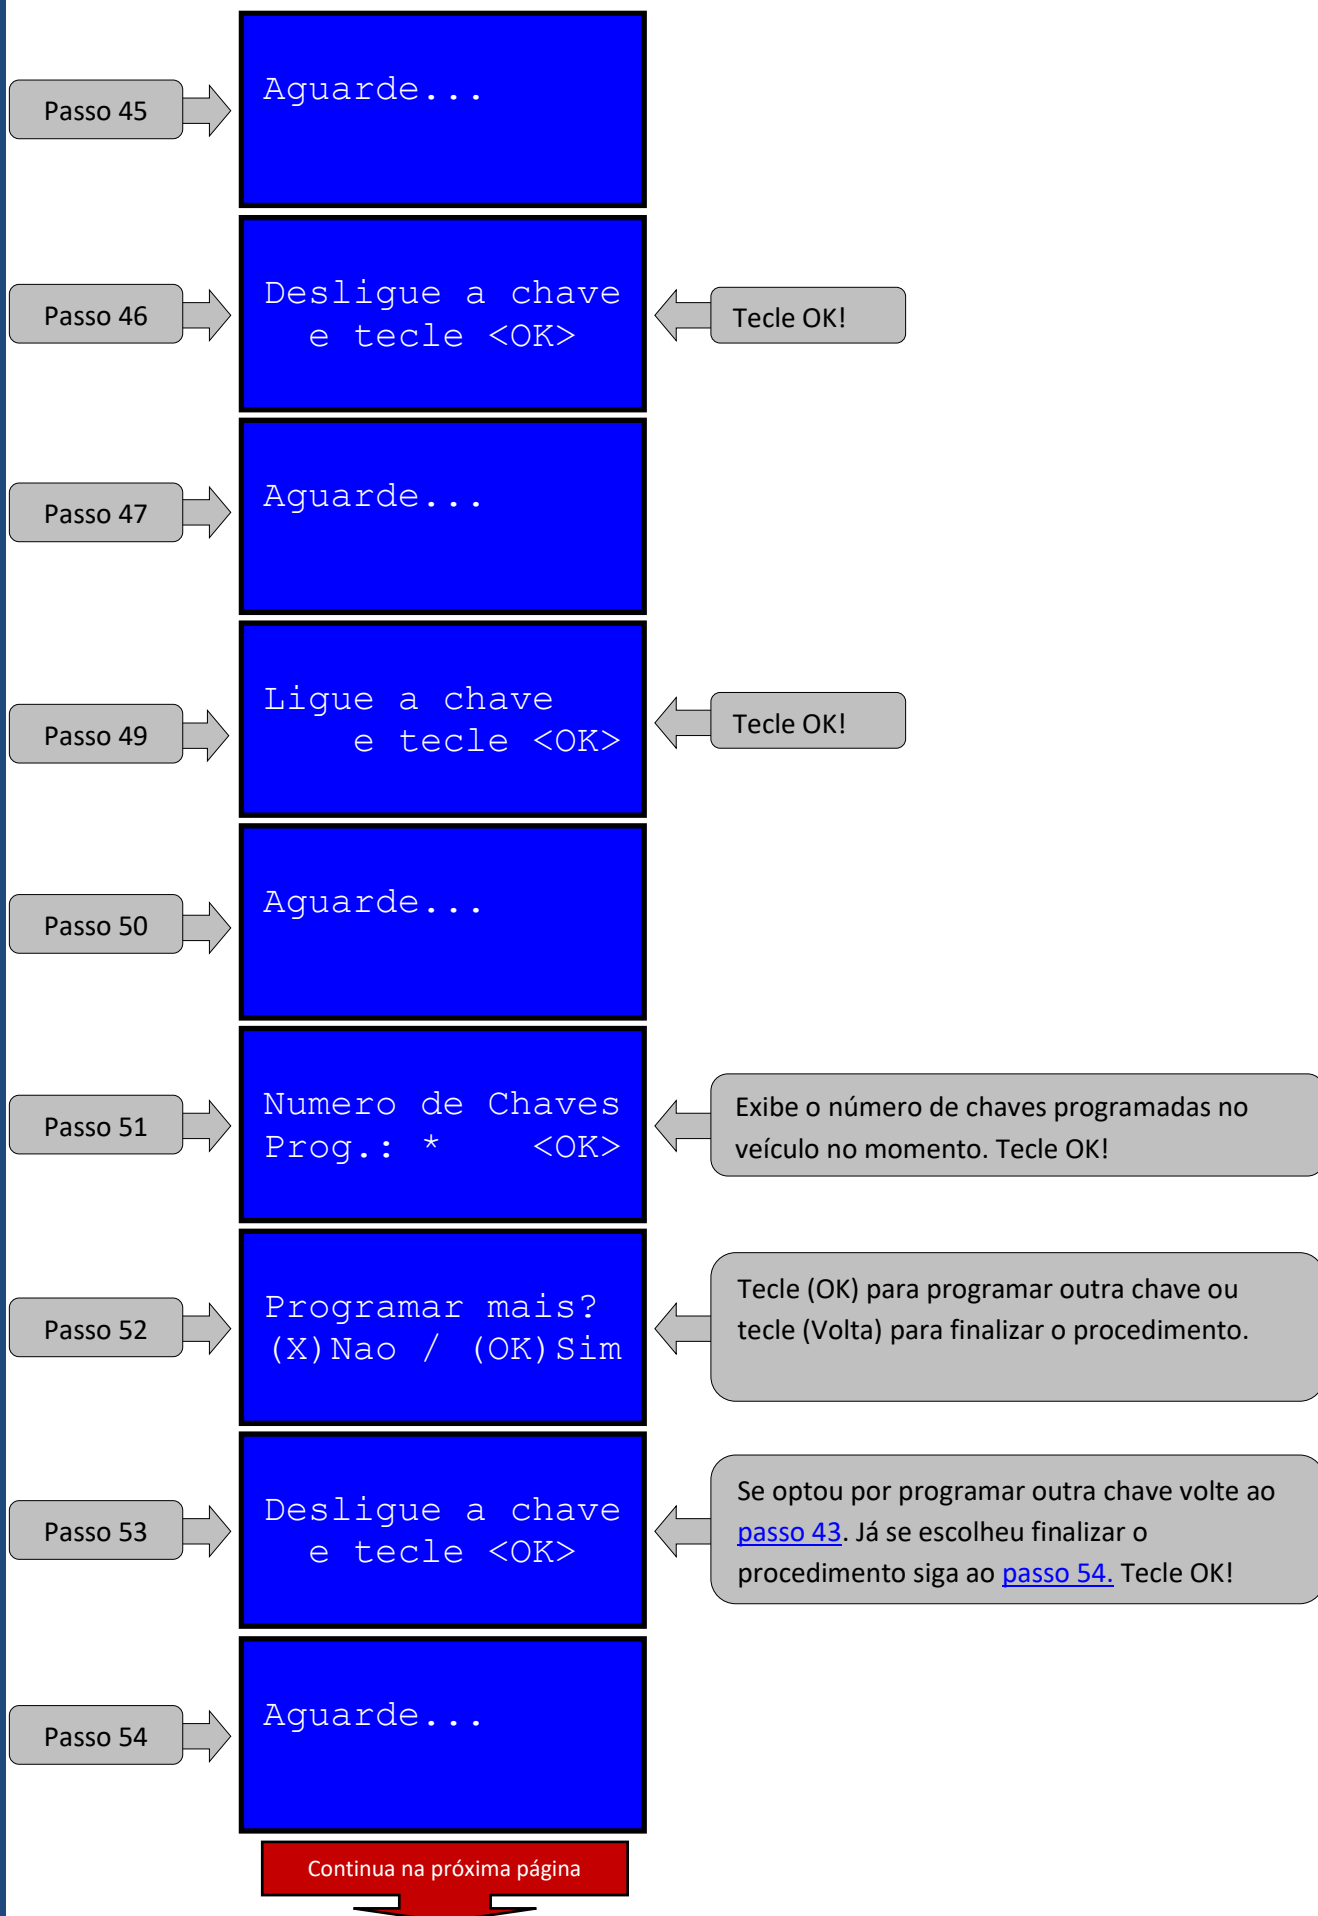 Passo 45
Aguarde...
Passo 46
Desligue a chave
e tecle <OK>
Tecle OK!
Passo 47
Aguarde...
Passo 49
Ligue a chave
e tecle <OK>
Tecle OK!
Passo 50
Aguarde...
Passo 51
Numero de Chaves
Prog.: * <OK>
Exibe o número de chaves programadas no
veículo no momento. Tecle OK!
Passo 52
Programar mais?
(X)Nao / (OK)Sim
Tecle (OK) para programar outra chave ou
tecle (Volta) para finalizar o procedimento.
Passo 53
Desligue a chave
e tecle <OK>
Se optou por programar outra chave volte ao
passo 43. Já se escolheu finalizar o
procedimento siga ao passo 54. Tecle OK!
Passo 54
Aguarde...
Continua na próxima página